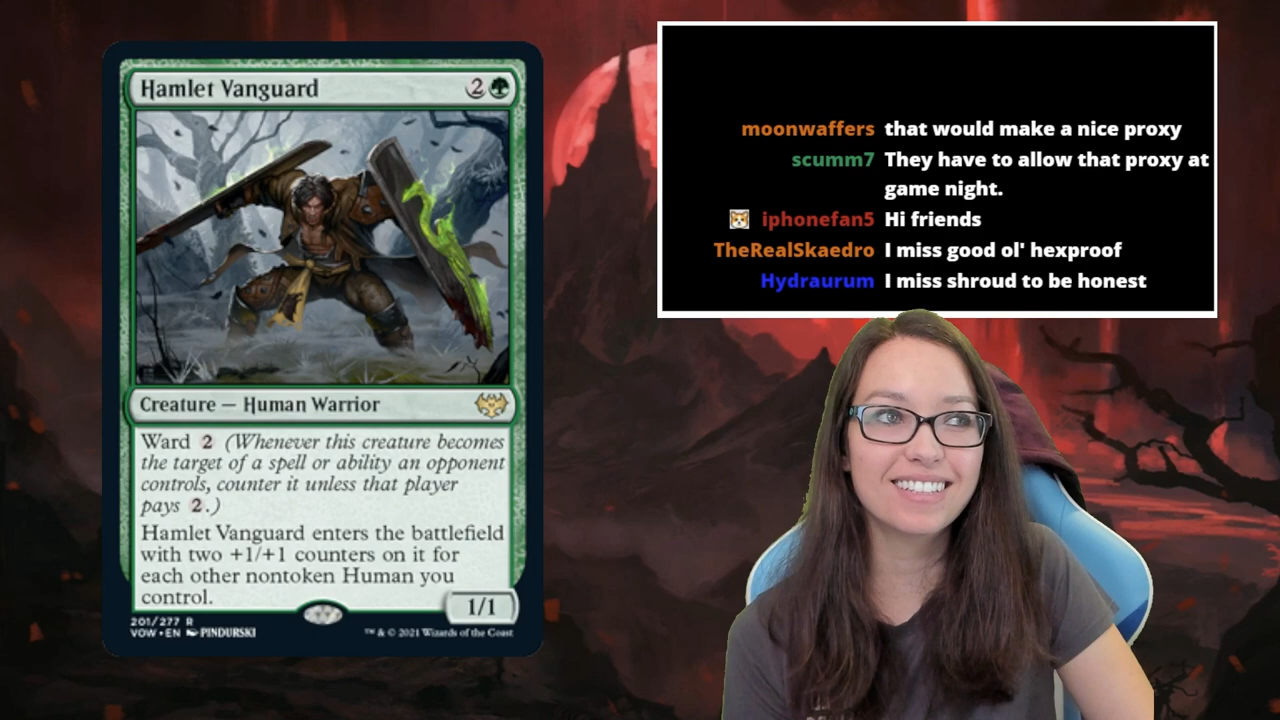 Hamlet Vanguard 2
Creature — Human Warrior
Ward 2 (Whenever this creature becomes
the target of a spell or ability an opponent
controls, counter it unless that player
pays 2.)
Hamlet Vanguard enters the battlefield
with two +1/+1 counters on it for
each other nontoken Human you
control.
1/1
201/277 R
VOW • EN PINDURSKI
™ & © 2021 Wizards of the Coast
moonwaffers that would make a nice proxy
scumm7 They have to allow that proxy at
game night.
iphonefan5 Hi friends
TheRealSkaedro I miss good ol' hexproof
Hydraurum I miss shroud to be honest